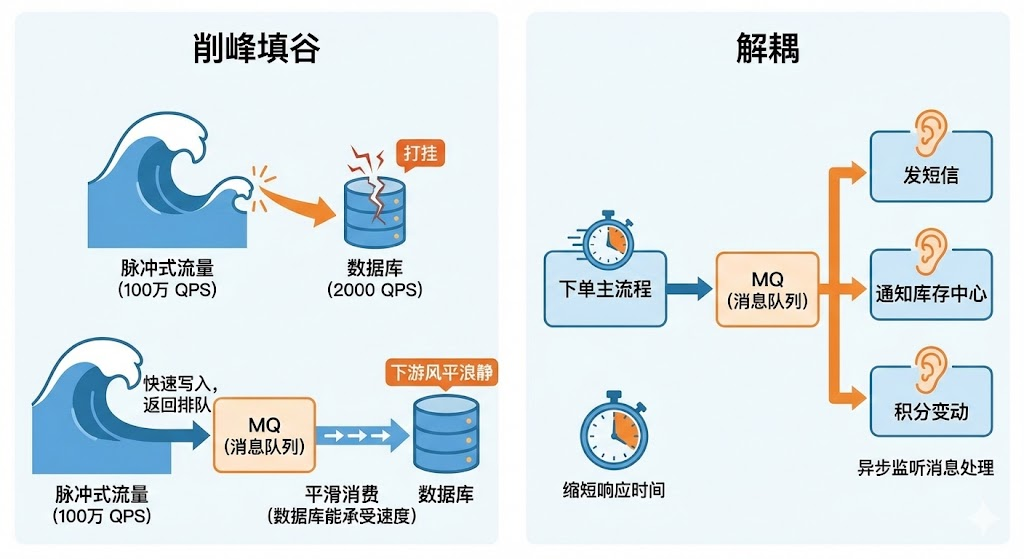 削峰填谷
打挂
脉冲式流量
(100万 QPS)
数据库
(2000 QPS)
快速写入，
返回排队
下游风平浪静
MQ
(消息队列)
脉冲式流量
(100万 QPS)
平滑消费
(数据库能承受速度)
数据库
解耦
下单主流程
MQ
(消息队列)
发短信
通知库存中心
积分变动
缩短响应时间
异步监听消息处理